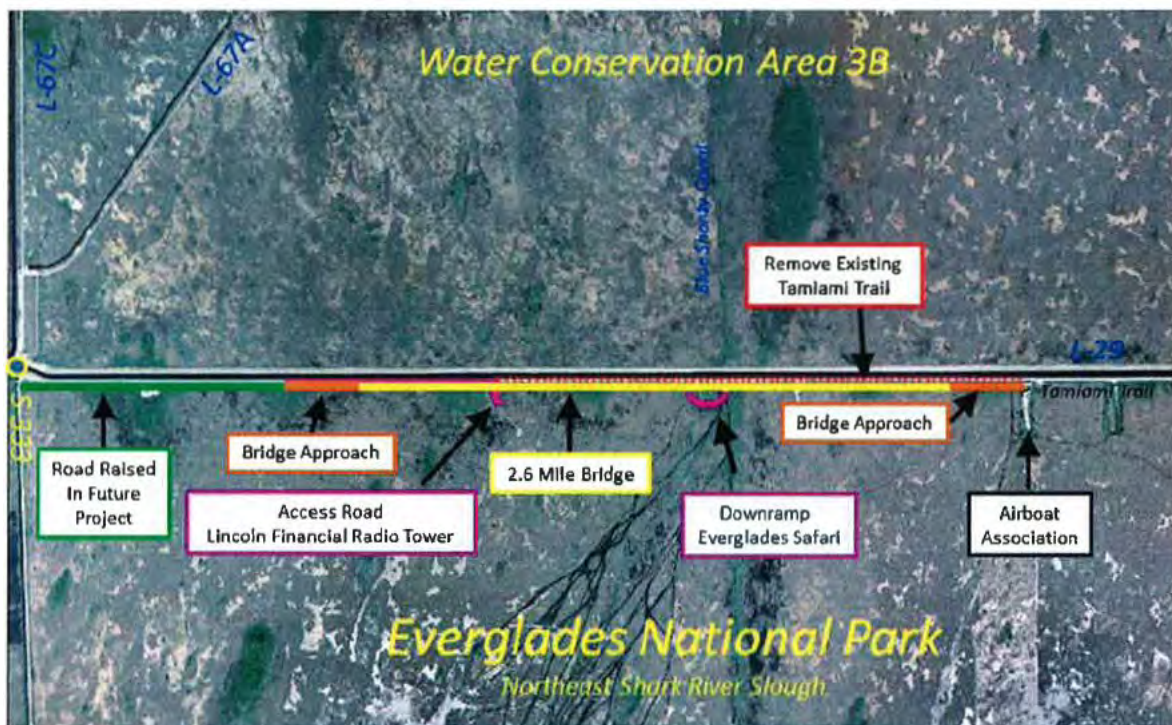 L-67C
L-67A
Water Conservation Area 3B
Blue Shanty Canal
Remove Existing
Tamiami Trail
L-29
Tamiami Trail
S-333
Road Raised
In Future
Project
Bridge Approach
Access Road
Lincoln Financial Radio Tower
2.6 Mile Bridge
Downramp
Everglades Safari
Bridge Approach
Airboat
Association
Everglades National Park
Northeast Shark River Slough